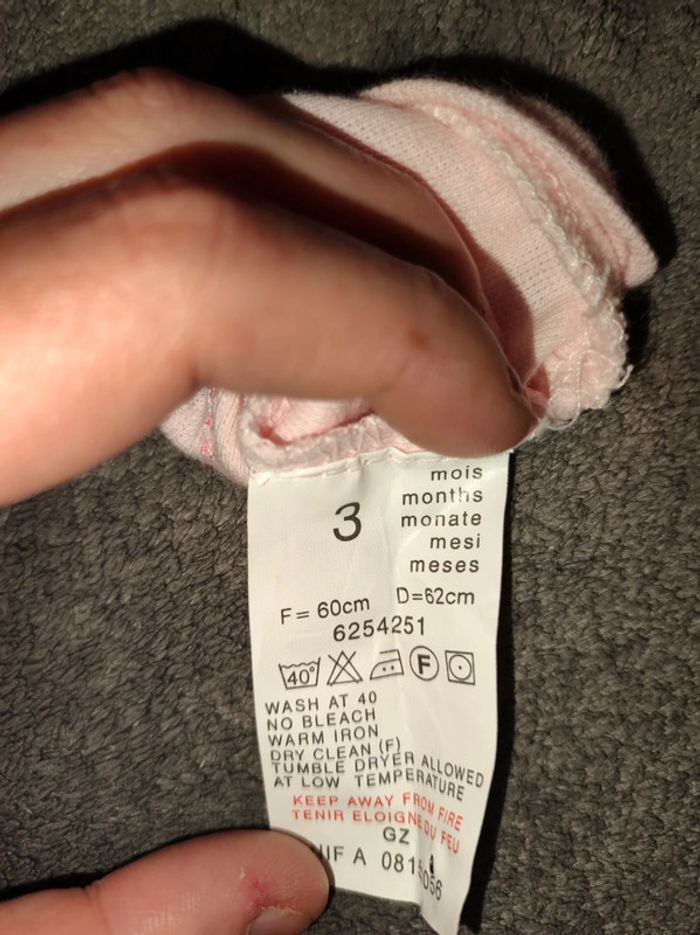 mois
3 months
monate
mesi
meses
F= 60cm D=62cm
6254251
40° F
WASH AT 40
NO BLEACH
WARM IRON
DRY CLEAN (F)
TUMBLE DRYER ALLOWED
AT LOW TEMPERATURE
KEEP AWAY FROM FIRE
TENIR ELOIGNE DU FEU
GZ
A